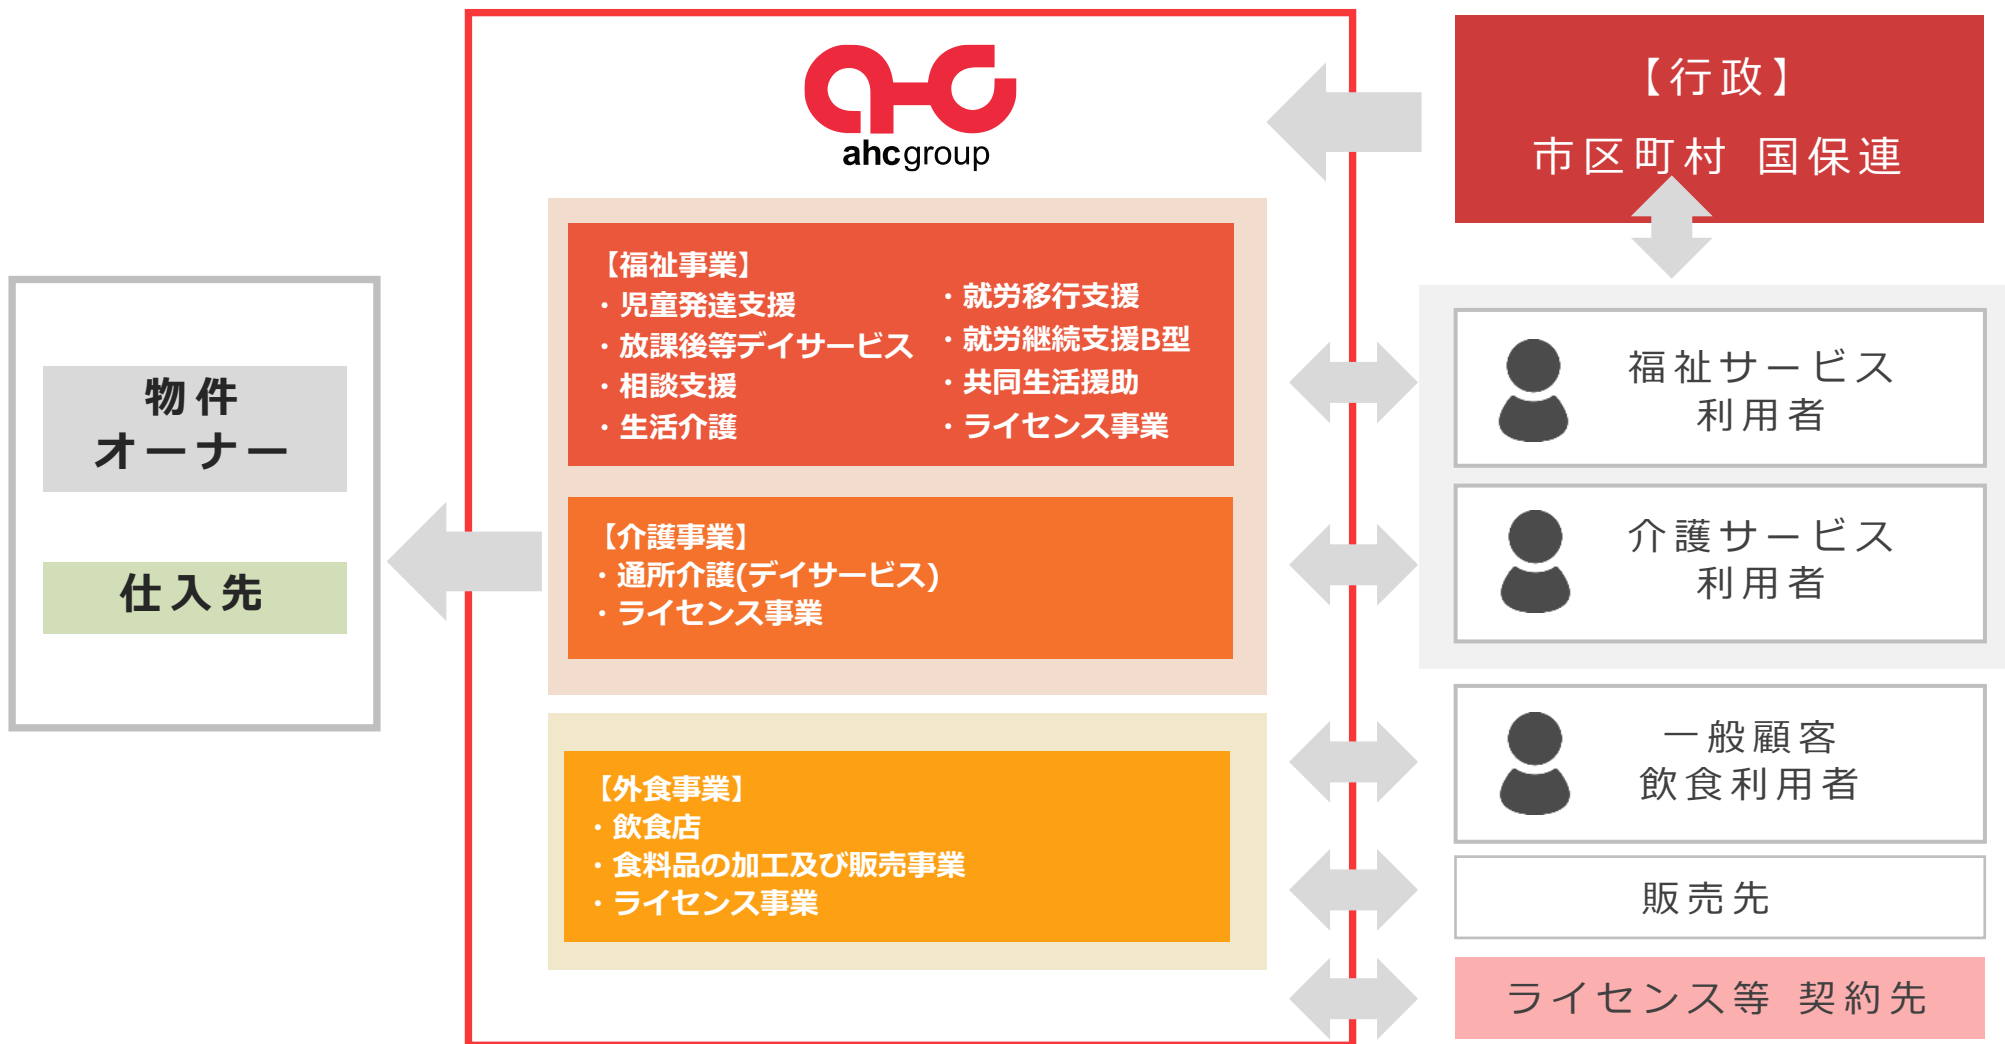 ahcgroup
【行政】
市区町村 国保連
物件
オーナー
仕入先
【福祉事業】
・児童発達支援
・放課後等デイサービス
・相談支援
・生活介護
・就労移行支援
・就労継続支援B型
・共同生活援助
・ライセンス事業
【介護事業】
・通所介護(デイサービス)
・ライセンス事業
【外食事業】
・飲食店
・食料品の加工及び販売事業
・ライセンス事業
福祉サービス
利用者
介護サービス
利用者
一般顧客
飲食利用者
販売先
ライセンス等 契約先